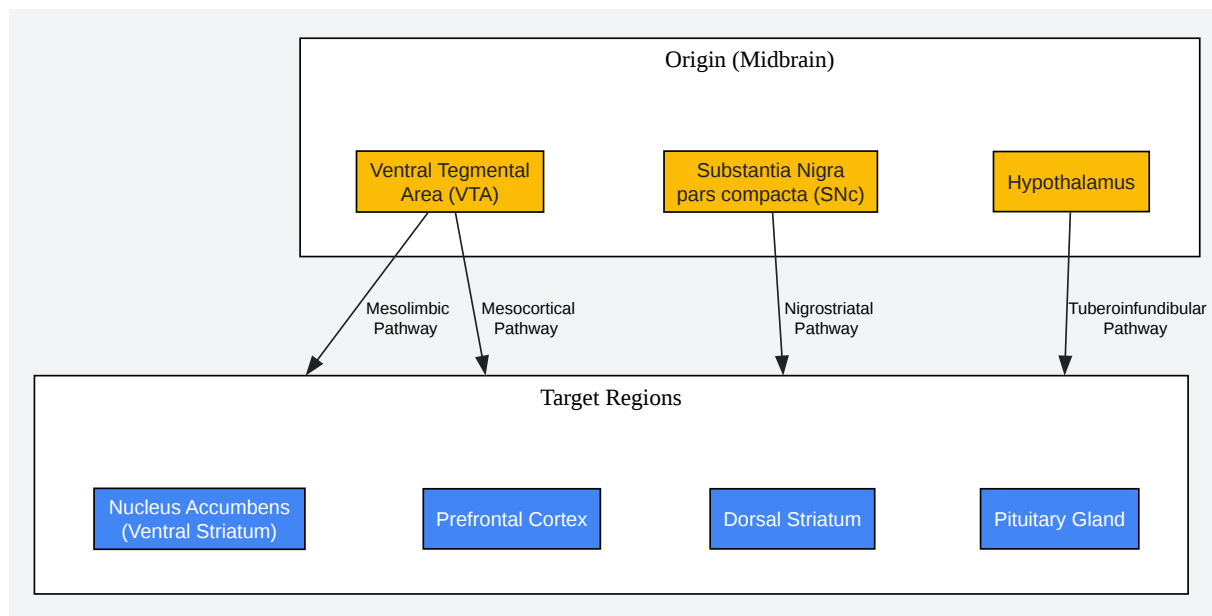 Origin (Midbrain)
Ventral Tegmental
Area (VTA)
Substantia Nigra
pars compacta (SNc)
Hypothalamus
Mesolimbic
Pathway
Mesocortical
Pathway
Nigrostriatal
Pathway
Tuberoinfundibular
Pathway
Target Regions
Nucleus Accumbens
(Ventral Striatum)
Prefrontal Cortex
Dorsal Striatum
Pituitary Gland